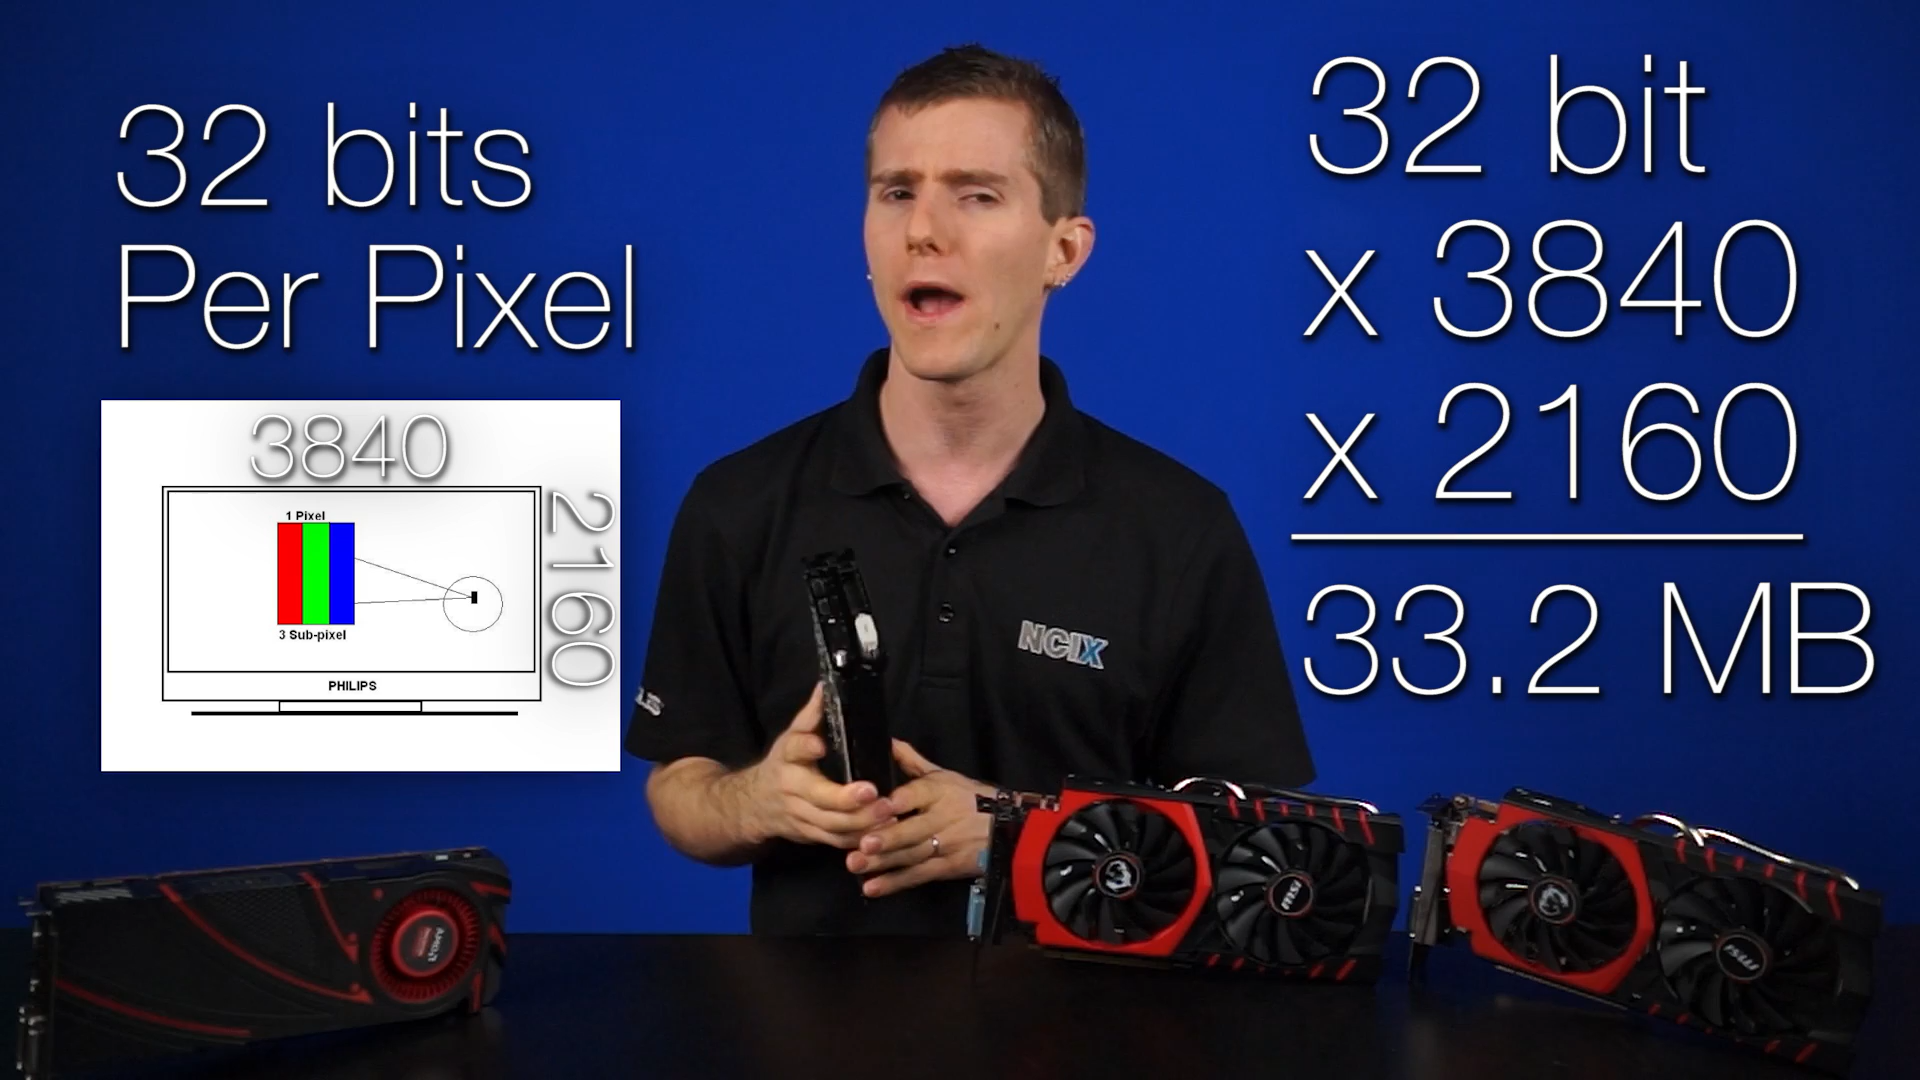 32 bits
Per Pixel
3840
2160
1 Pixel
3 Sub-pixel
PHILIPS
32 bit
x 3840
x 2160
33.2 MB
NCIX
AMD
msi
msi